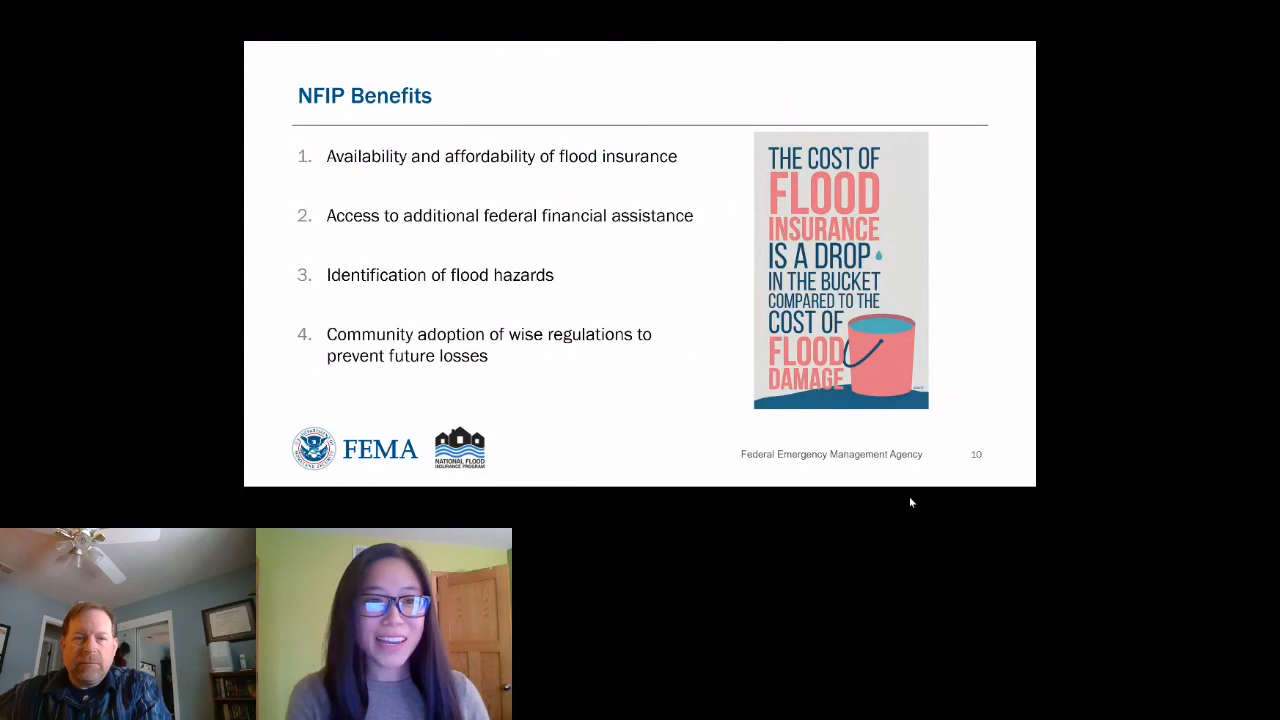 NFIP Benefits
1. Availability and affordability of flood insurance
2. Access to additional federal financial assistance
3. Identification of flood hazards
4. Community adoption of wise regulations to
prevent future losses
THE COST OF
FLOOD
INSURANCE
IS A DROP
IN THE BUCKET
COMPARED TO THE
COST OF
FLOOD
DAMAGE
FEMA
NATIONAL FLOOD
INSURANCE PROGRAM
Federal Emergency Management Agency
10